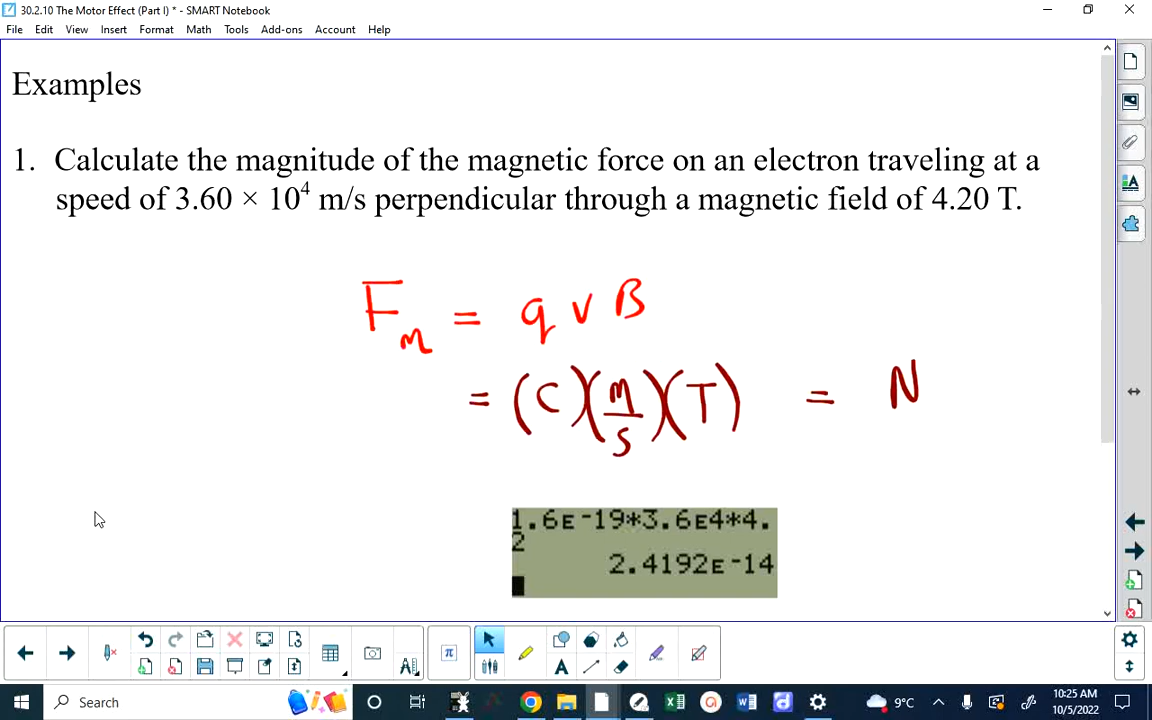 30.2.10 The Motor Effect (Part I) * - SMART Notebook
File Edit View Insert Format Math Tools Add-ons Account Help
Examples
1. Calculate the magnitude of the magnetic force on an electron traveling at a
speed of 3.60 × 10⁴ m/s perpendicular through a magnetic field of 4.20 T.
Fₘ = q v B
= (C)(m/s)(T) = N
1.6E-19*3.6E4*4.
2
2.4192E-14
Search
9°C
10:25 AM
10/5/2022